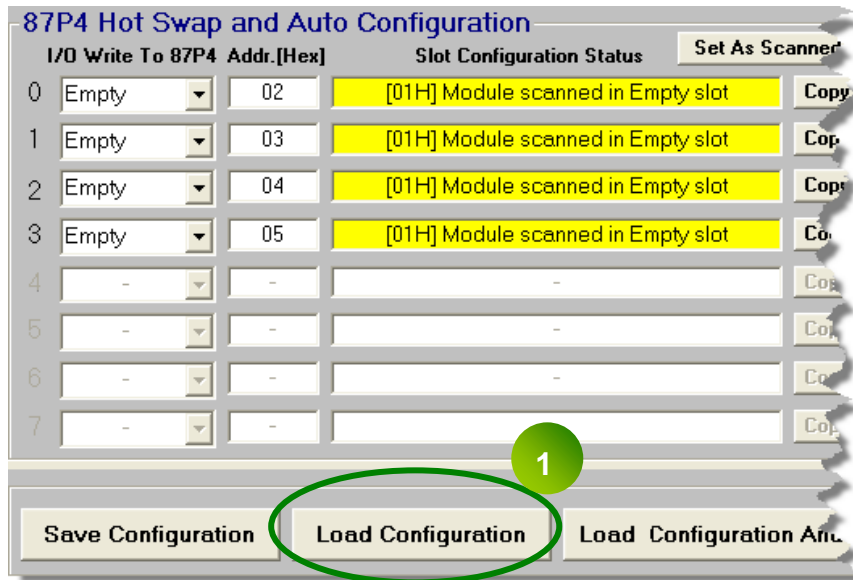 87P4 Hot Swap and Auto Configuration
I/O Write To 87P4 Addr.[Hex] Slot Configuration Status Set As Scanned
0 Empty 02 [01H] Module scanned in Empty slot Copy
1 Empty 03 [01H] Module scanned in Empty slot
2 Empty 04 [01H] Module scanned in Empty slot
3 Empty 05 [01H] Module scanned in Empty slot
4 - - -
5 - - -
6 - - -
7 - - -
1
Save Configuration Load Configuration Load Configuration